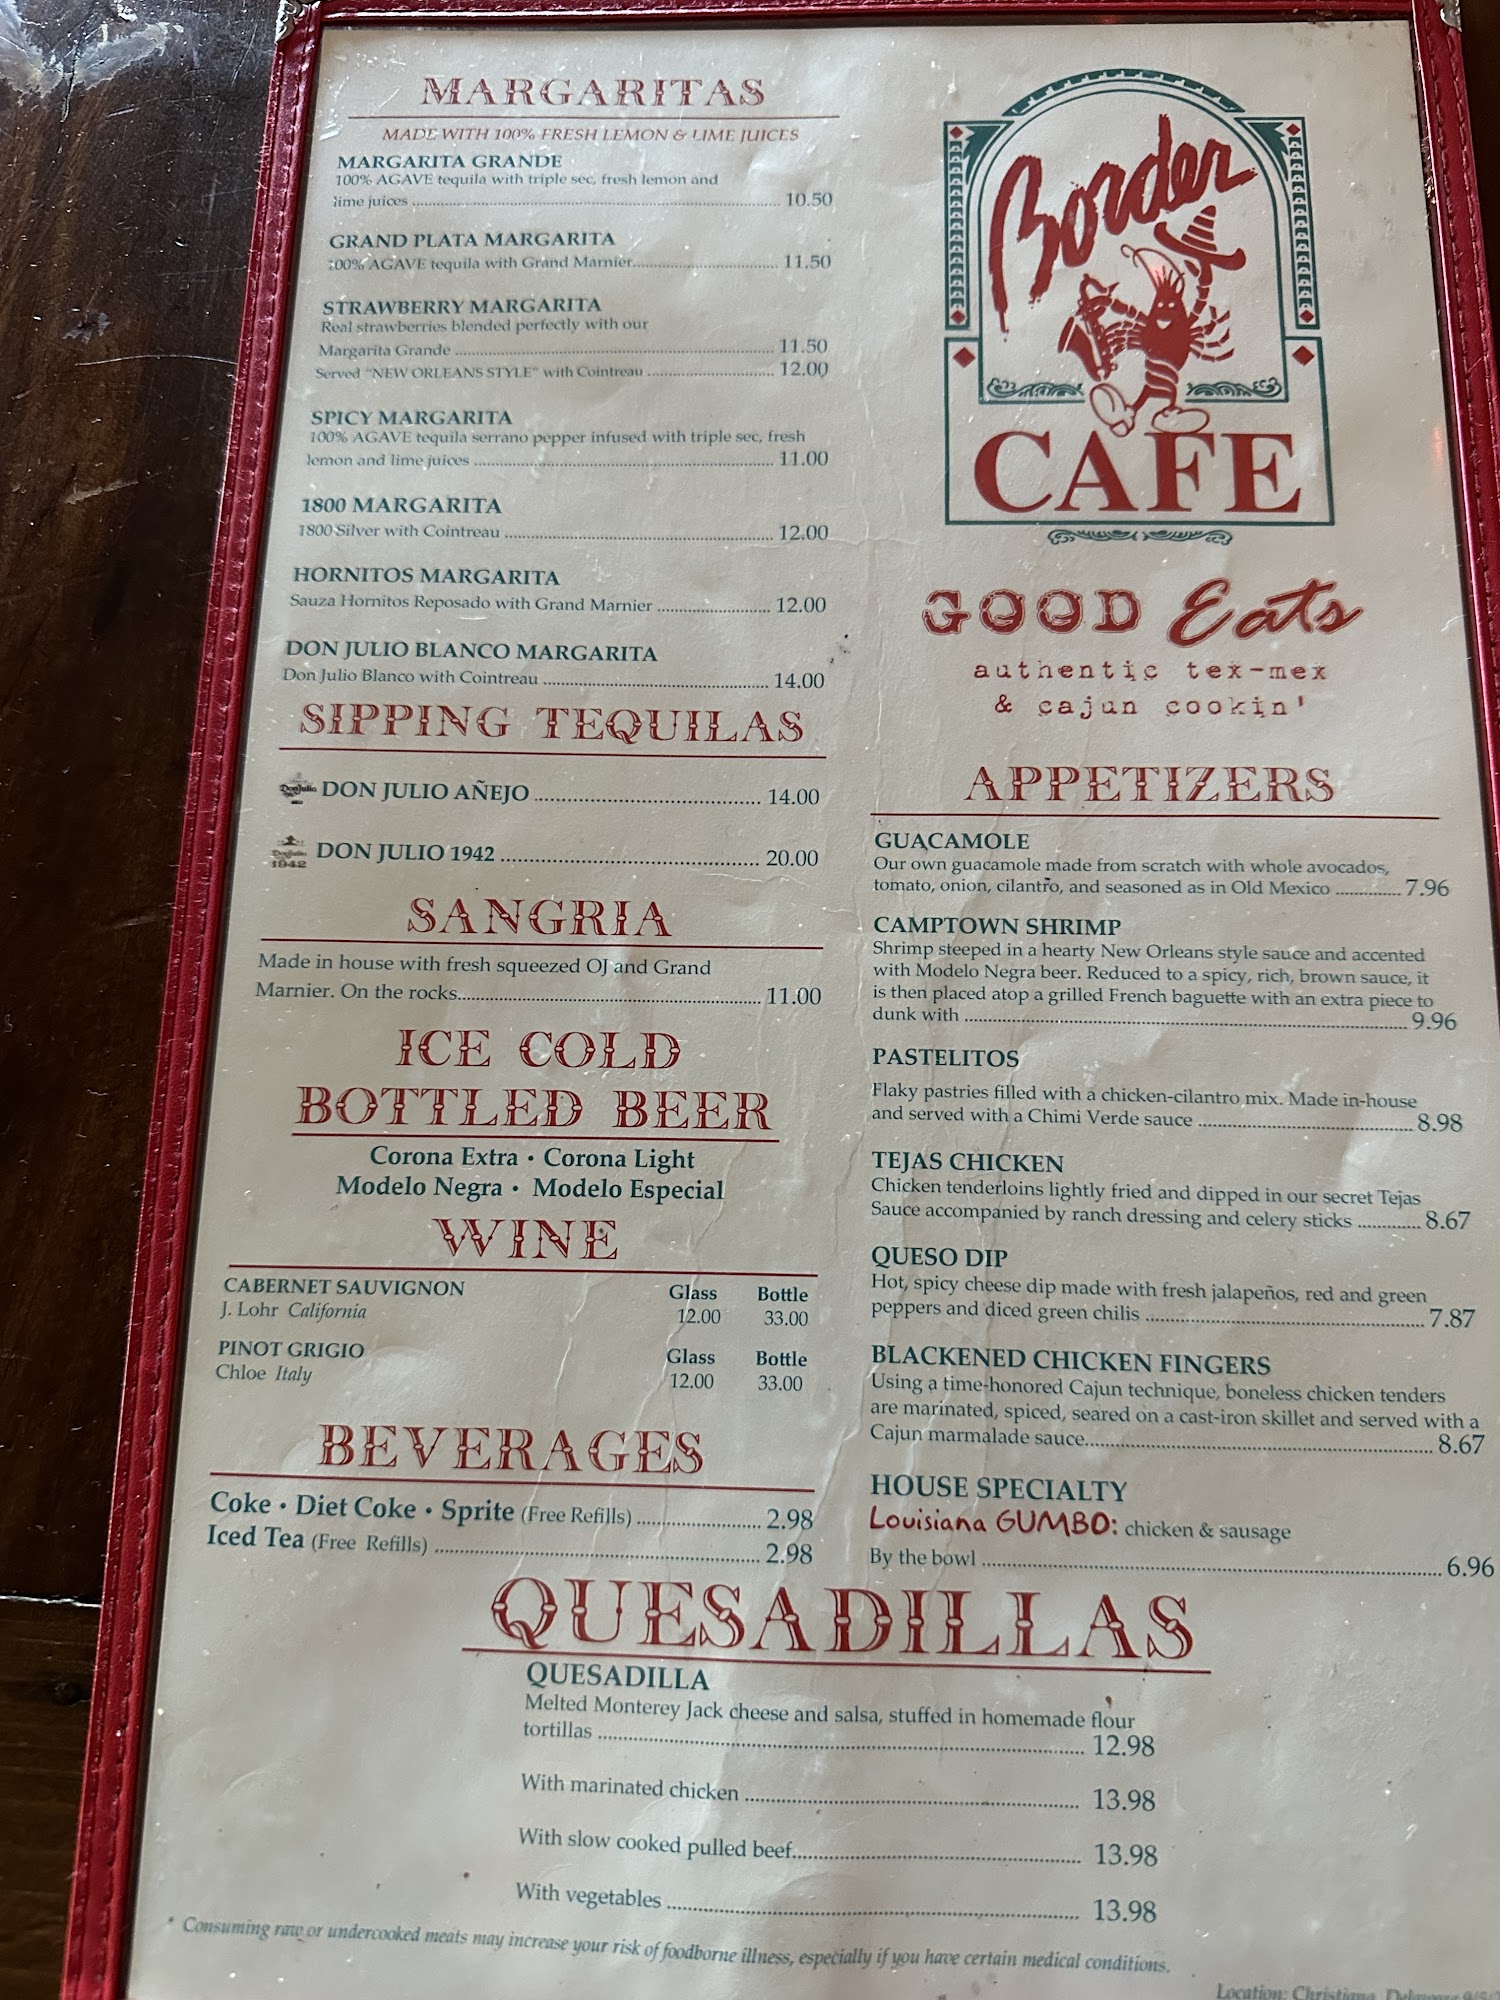 MARGARITAS
MADE WITH 100% FRESH LEMON & LIME JUICES
MARGARITA GRANDE
100% AGAVE tequila with triple sec, fresh lemon and
lime juices 10.50
GRAND PLATA MARGARITA
100% AGAVE tequila with Grand Marnier 11.50
STRAWBERRY MARGARITA
Real strawberries blended perfectly with our
Margarita Grande 11.50
Served "NEW ORLEANS STYLE" with Cointreau 12.00
SPICY MARGARITA
100% AGAVE tequila serrano pepper infused with triple sec, fresh
lemon and lime juices 11.00
1800 MARGARITA
1800 Silver with Cointreau 12.00
HORNITOS MARGARITA
Sauza Hornitos Reposado with Grand Marnier 12.00
DON JULIO BLANCO MARGARITA
Don Julio Blanco with Cointreau 14.00
SIPPING TEQUILAS
Don Julio DON JULIO AÑEJO 14.00
Don Julio 1942 DON JULIO 1942 20.00
SANGRIA
Made in house with fresh squeezed OJ and Grand
Marnier. On the rocks 11.00
ICE COLD
BOTTLED BEER
Corona Extra • Corona Light
Modelo Negra • Modelo Especial
WINE
CABERNET SAUVIGNON Glass Bottle
J. Lohr California 12.00 33.00
PINOT GRIGIO Glass Bottle
Chloe Italy 12.00 33.00
BEVERAGES
Coke • Diet Coke • Sprite (Free Refills) 2.98
Iced Tea (Free Refills) 2.98
Border
CAFE
GOOD Eats
authentic tex-mex
& cajun cookin'
APPETIZERS
GUACAMOLE
Our own guacamole made from scratch with whole avocados,
tomato, onion, cilantro, and seasoned as in Old Mexico 7.96
CAMPTOWN SHRIMP
Shrimp steeped in a hearty New Orleans style sauce and accented
with Modelo Negra beer. Reduced to a spicy, rich, brown sauce, it
is then placed atop a grilled French baguette with an extra piece to
dunk with 9.96
PASTELITOS
Flaky pastries filled with a chicken-cilantro mix. Made in-house
and served with a Chimi Verde sauce 8.98
TEJAS CHICKEN
Chicken tenderloins lightly fried and dipped in our secret Tejas
Sauce accompanied by ranch dressing and celery sticks 8.67
QUESO DIP
Hot, spicy cheese dip made with fresh jalapeños, red and green
peppers and diced green chilis 7.87
BLACKENED CHICKEN FINGERS
Using a time-honored Cajun technique, boneless chicken tenders
are marinated, spiced, seared on a cast-iron skillet and served with a
Cajun marmalade sauce 8.67
HOUSE SPECIALTY
Louisiana GUMBO: chicken & sausage
By the bowl 6.96
QUESADILLAS
QUESADILLA
Melted Monterey Jack cheese and salsa, stuffed in homemade flour
tortillas 12.98
With marinated chicken 13.98
With slow cooked pulled beef 13.98
With vegetables 13.98
* Consuming raw or undercooked meats may increase your risk of foodborne illness, especially if you have certain medical conditions.
Location: Christiana, Delaware